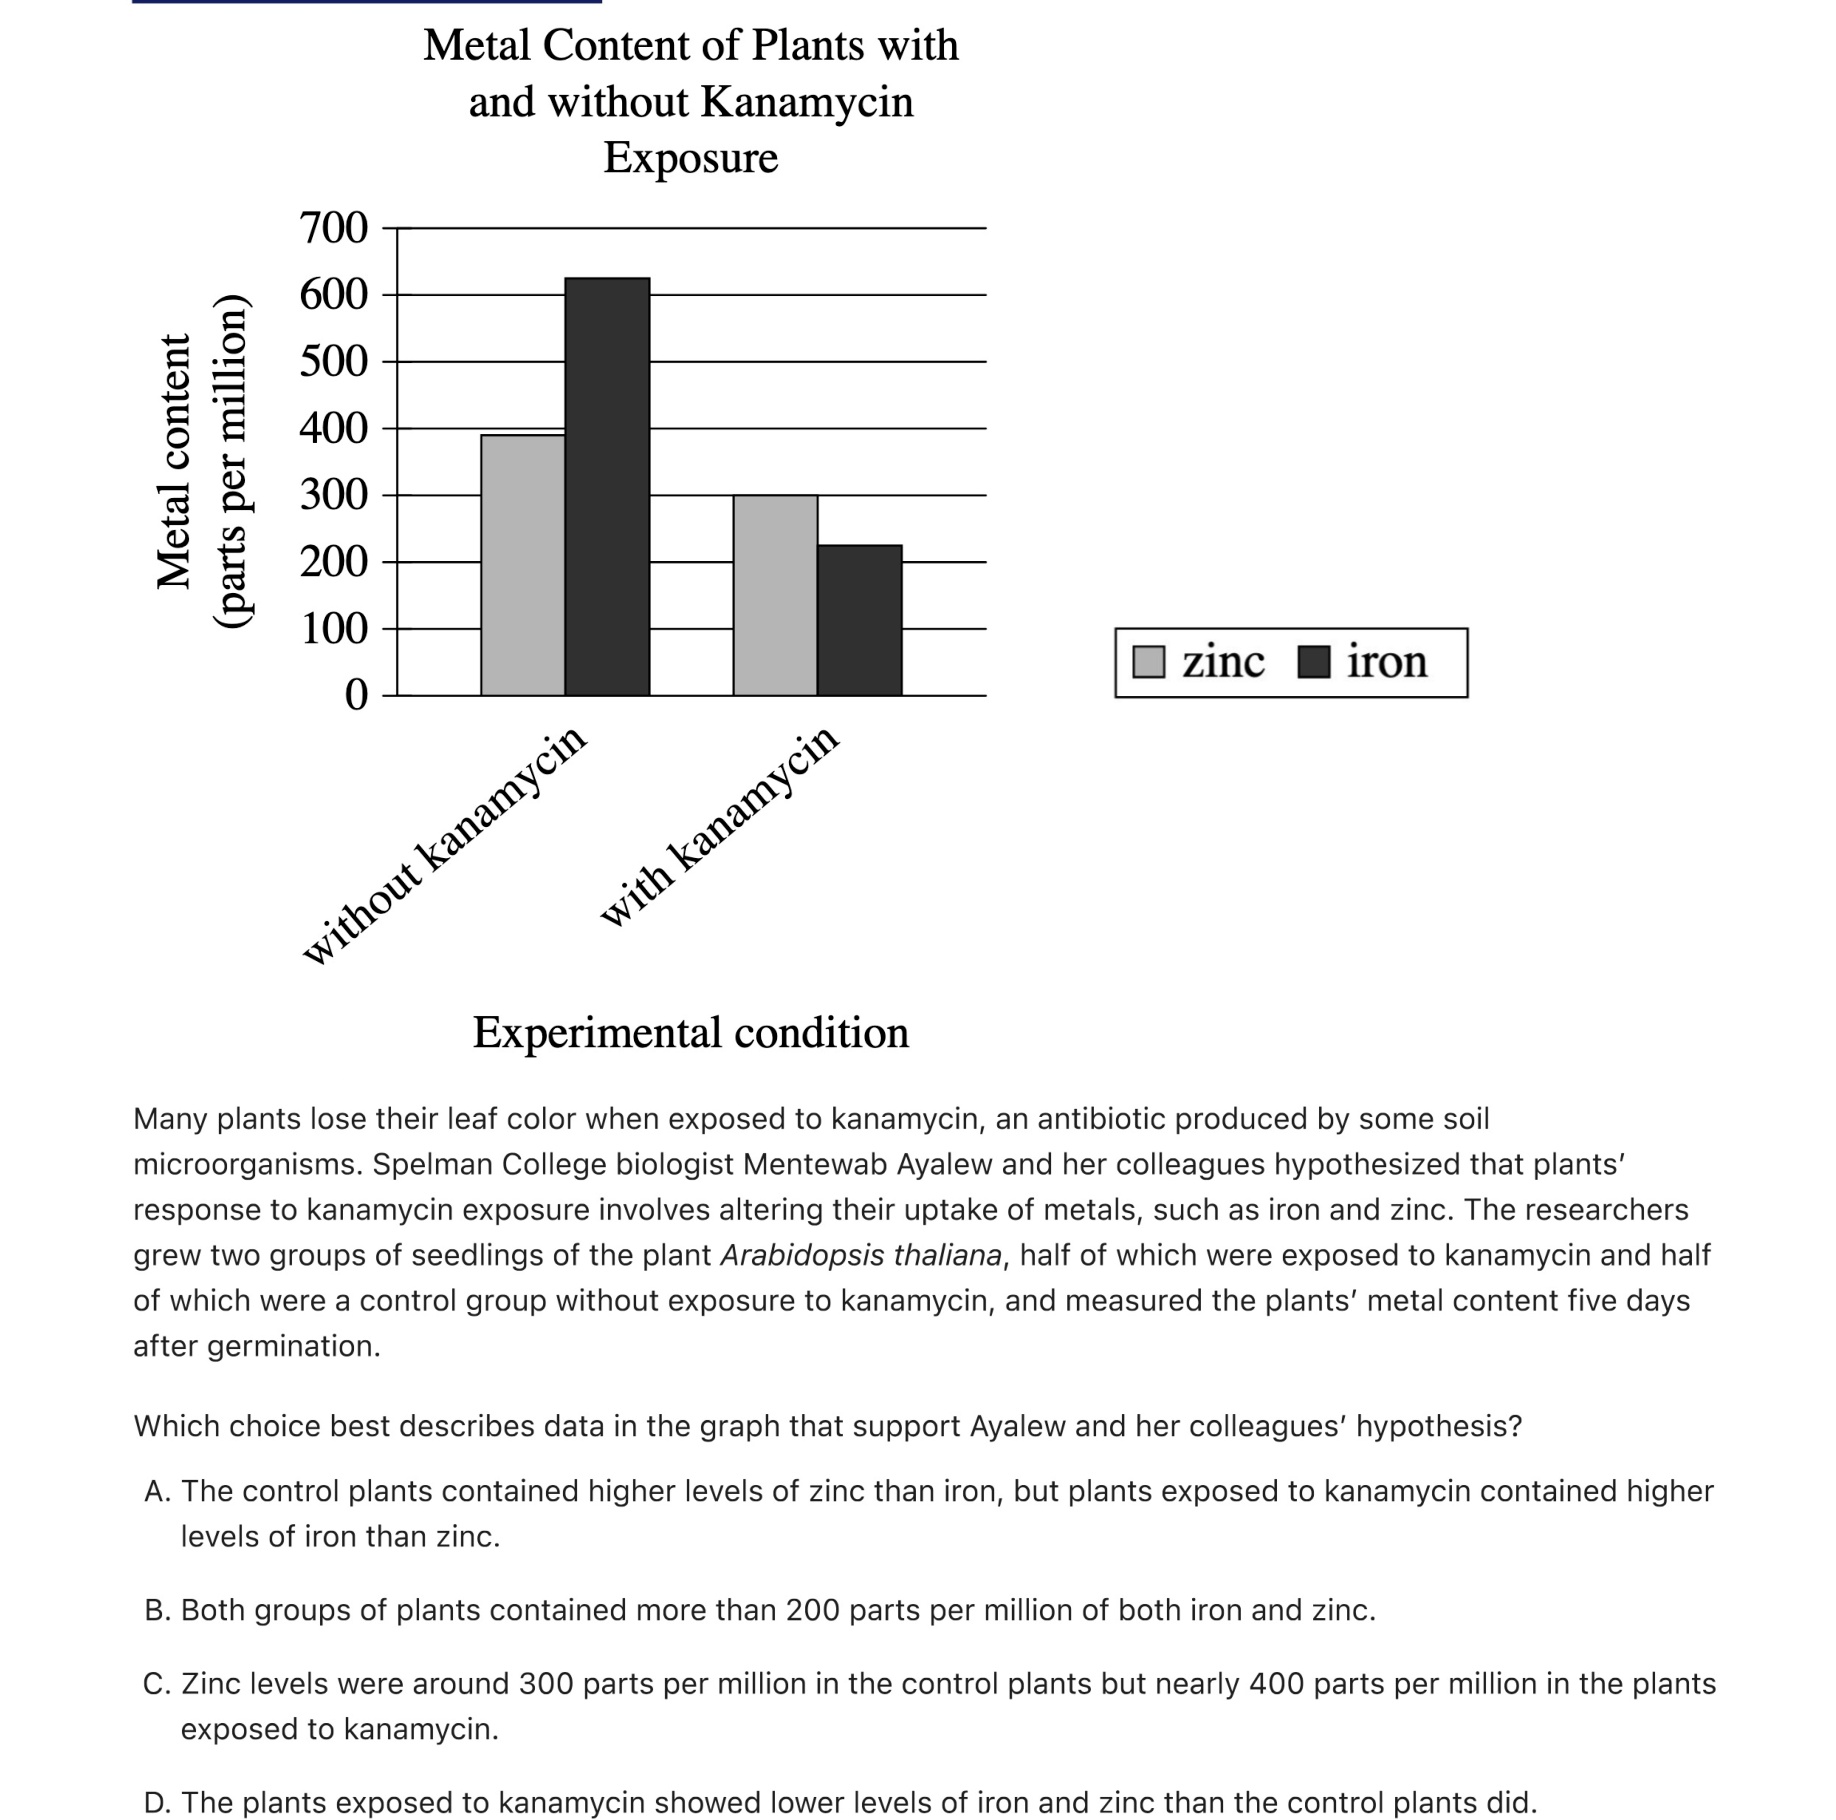 Metal Content of Plants with
and without Kanamycin
Exposure
Metal content
(parts per million)
700
600
500
400
300
200
100
0
zinc iron
without kanamycin
with kanamycin
Experimental condition
Many plants lose their leaf color when exposed to kanamycin, an antibiotic produced by some soil
microorganisms. Spelman College biologist Mentewab Ayalew and her colleagues hypothesized that plants’
response to kanamycin exposure involves altering their uptake of metals, such as iron and zinc. The researchers
grew two groups of seedlings of the plant Arabidopsis thaliana, half of which were exposed to kanamycin and half
of which were a control group without exposure to kanamycin, and measured the plants’ metal content five days
after germination.
Which choice best describes data in the graph that support Ayalew and her colleagues’ hypothesis?
A. The control plants contained higher levels of zinc than iron, but plants exposed to kanamycin contained higher
levels of iron than zinc.
B. Both groups of plants contained more than 200 parts per million of both iron and zinc.
C. Zinc levels were around 300 parts per million in the control plants but nearly 400 parts per million in the plants
exposed to kanamycin.
D. The plants exposed to kanamycin showed lower levels of iron and zinc than the control plants did.